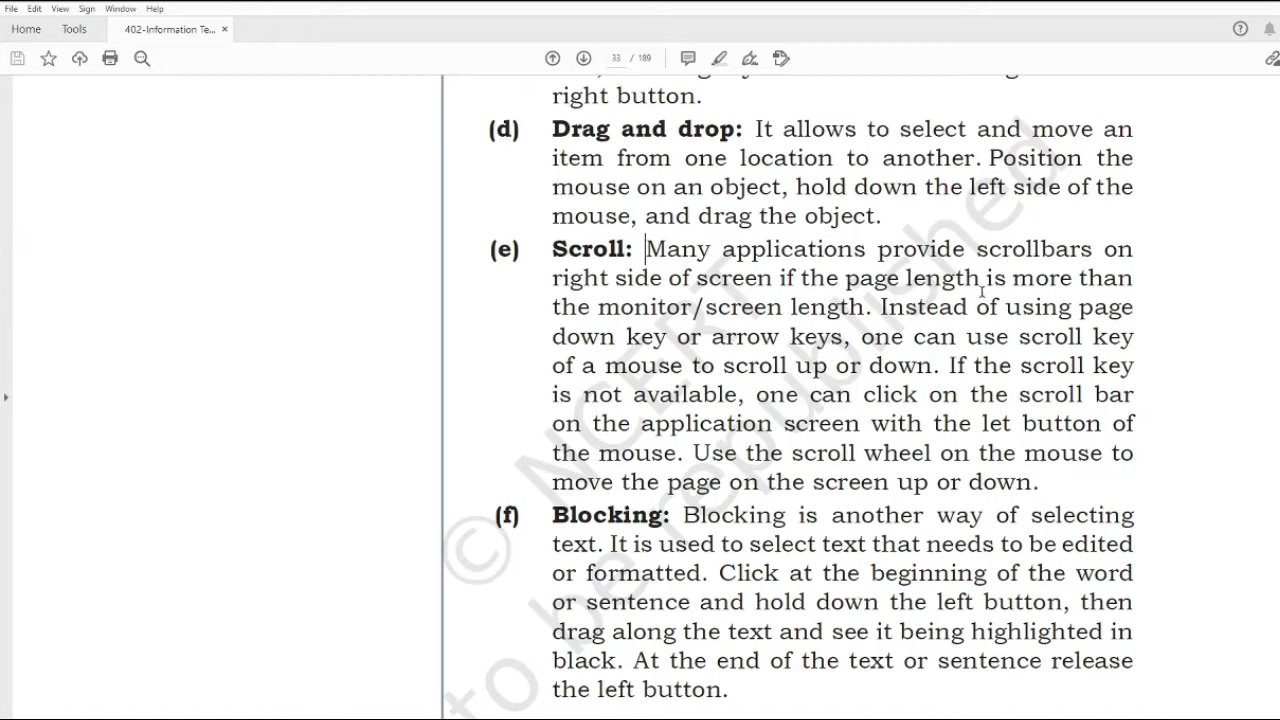 File Edit View Sign Window Help
Home Tools 402-Information Te... ×
33 / 189
right button.
(d) Drag and drop: It allows to select and move an
item from one location to another. Position the
mouse on an object, hold down the left side of the
mouse, and drag the object.
(e) Scroll: Many applications provide scrollbars on
right side of screen if the page length is more than
the monitor/screen length. Instead of using page
down key or arrow keys, one can use scroll key
of a mouse to scroll up or down. If the scroll key
is not available, one can click on the scroll bar
on the application screen with the let button of
the mouse. Use the scroll wheel on the mouse to
move the page on the screen up or down.
(f) Blocking: Blocking is another way of selecting
text. It is used to select text that needs to be edited
or formatted. Click at the beginning of the word
or sentence and hold down the left button, then
drag along the text and see it being highlighted in
black. At the end of the text or sentence release
the left button.
© NCERT
to be republished